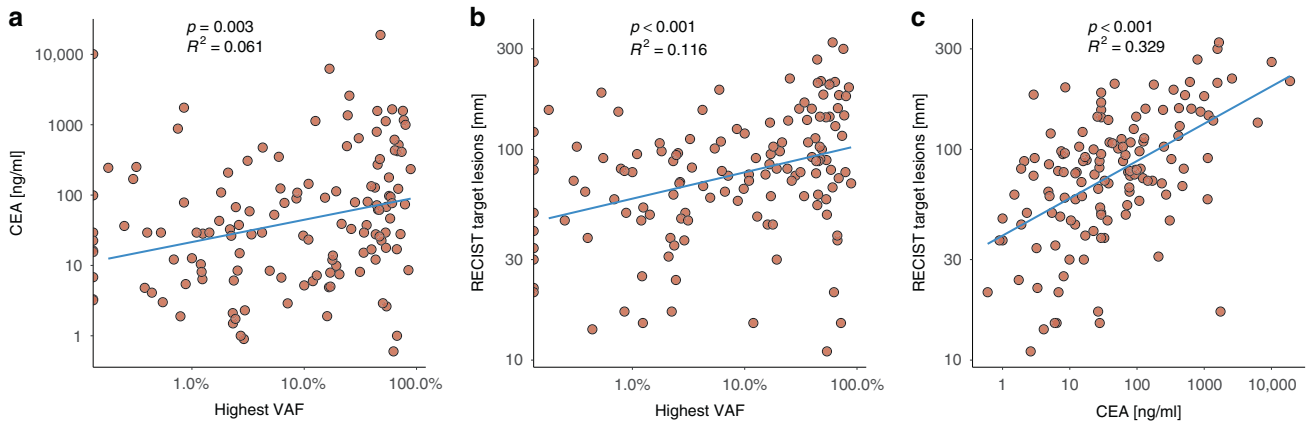 a
p = 0.003
R² = 0.061
CEA [ng/ml]
10,000
1000
100
10
1
1.0%
10.0%
100.0%
Highest VAF
b
p < 0.001
R² = 0.116
RECIST target lesions [mm]
300
100
30
10
1.0%
10.0%
100.0%
Highest VAF
c
p < 0.001
R² = 0.329
RECIST target lesions [mm]
300
100
30
10
1
10
100
1000
10,000
CEA [ng/ml]